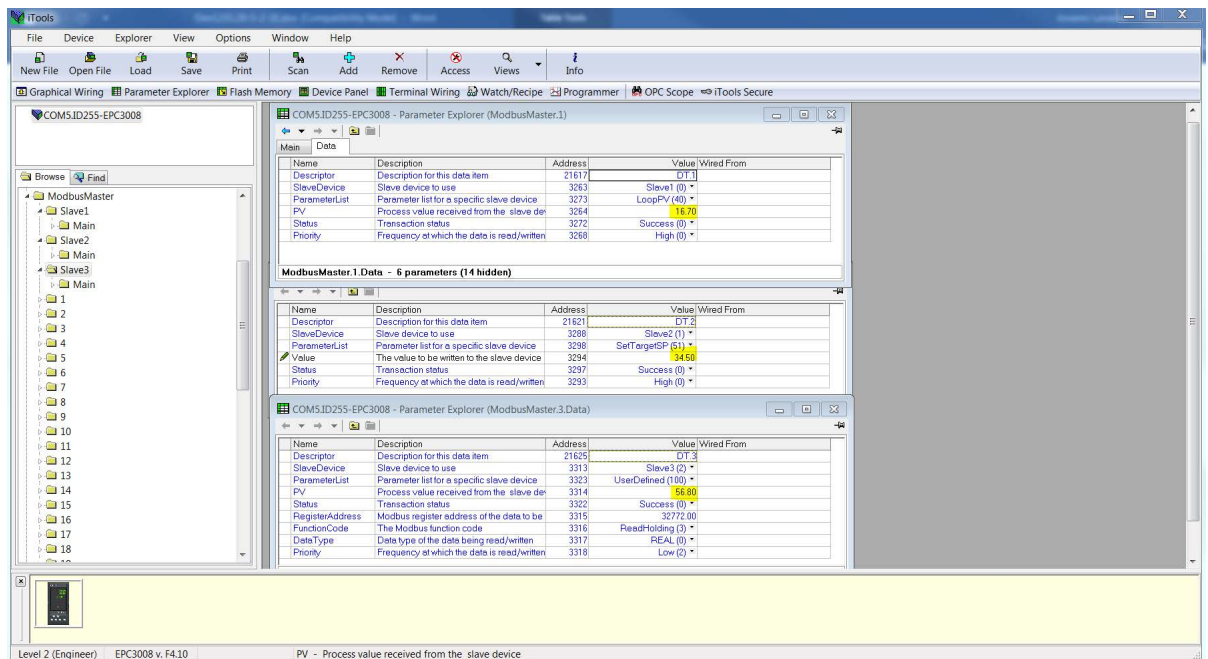 iTools
File Device Explorer View Options Window Help
New File Open File Load Save Print Scan Add Remove Access Views Info
Graphical Wiring Parameter Explorer Flash Memory Device Panel Terminal Wiring Watch/Recipe Programmer OPC Scope iTools Secure
COM5.ID255-EPC3008
Browse Find
ModbusMaster
Slave1
Main
Slave2
Main
Slave3
Main
1
2
3
4
5
6
7
8
9
10
11
12
13
14
15
16
17
18
COM5.ID255-EPC3008 - Parameter Explorer (ModbusMaster.1)
Main Data
Name Description Address Value Wired From
Descriptor Description for this data item 21617 DT.1
SlaveDevice Slave device to use 3263 Slave1 (0)
ParameterList Parameter list for a specific slave device 3273 LoopPV (40)
PV Process value received from the slave dev 3264 16.70
Status Transaction status 3272 Success (0)
Priority Frequency at which the data is read/written 3268 High (0)
ModbusMaster.1.Data - 6 parameters (14 hidden)
Name Description Address Value Wired From
Descriptor Description for this data item 21621 DT.2
SlaveDevice Slave device to use 3288 Slave2 (1)
ParameterList Parameter list for a specific slave device 3298 SetTargetSP (51)
Value The value to be written to the slave device 3294 34.50
Status Transaction status 3297 Success (0)
Priority Frequency at which the data is read/written 3293 High (0)
COM5.ID255-EPC3008 - Parameter Explorer (ModbusMaster.3.Data)
Name Description Address Value Wired From
Descriptor Description for this data item 21625 DT.3
SlaveDevice Slave device to use 3313 Slave3 (2)
ParameterList Parameter list for a specific slave device 3323 UserDefined (100)
PV Process value received from the slave dev 3314 56.80
Status Transaction status 3322 Success (0)
RegisterAddress Modbus register address of the data to be 3315 32772.00
FunctionCode The Modbus function code 3316 ReadHolding (3)
DataType Data type of the data being read/written 3317 REAL (0)
Priority Frequency at which the data is read/written 3318 Low (2)
Level 2 (Engineer) EPC3008 v. F4.10 PV - Process value received from the slave device